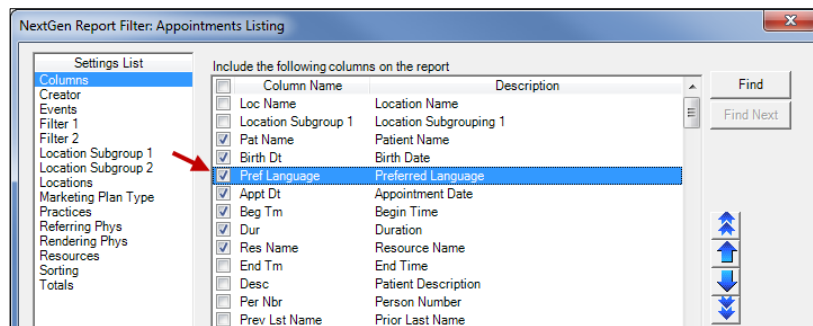 NextGen Report Filter: Appointments Listing
Settings List
Columns
Creator
Events
Filter 1
Filter 2
Location Subgroup 1
Location Subgroup 2
Locations
Marketing Plan Type
Practices
Referring Phys
Rendering Phys
Resources
Sorting
Totals
Include the following columns on the report
Column Name Description
Loc Name Location Name
Location Subgroup 1 Location Subgrouping 1
Pat Name Patient Name
Birth Dt Birth Date
Pref Language Preferred Language
Appt Dt Appointment Date
Beg Tm Begin Time
Dur Duration
Res Name Resource Name
End Tm End Time
Desc Patient Description
Per Nbr Person Number
Prev Lst Name Prior Last Name
Find
Find Next